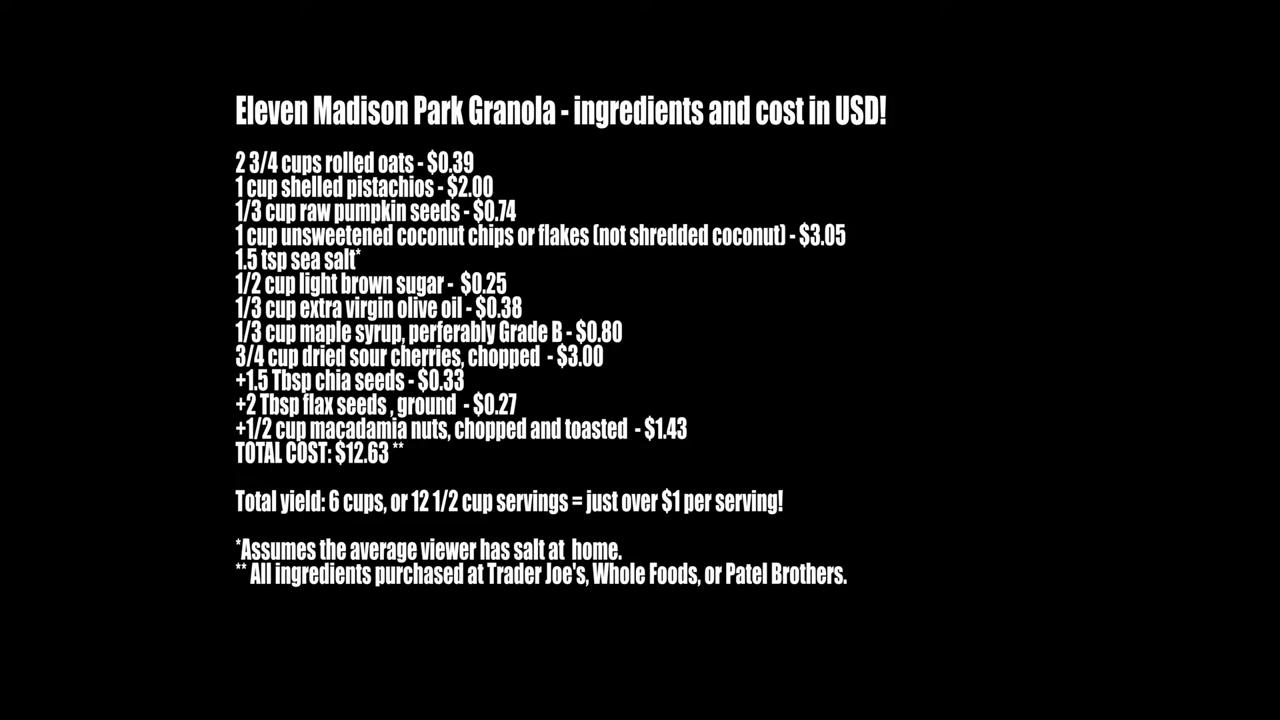 Eleven Madison Park Granola - ingredients and cost in USD!
2 3/4 cups rolled oats - $0.39
1 cup shelled pistachios - $2.00
1/3 cup raw pumpkin seeds - $0.74
1 cup unsweetened coconut chips or flakes (not shredded coconut) - $3.05
1.5 tsp sea salt*
1/2 cup light brown sugar - $0.25
1/3 cup extra virgin olive oil - $0.38
1/3 cup maple syrup, perferably Grade B - $0.80
3/4 cup dried sour cherries, chopped - $3.00
+1.5 Tbsp chia seeds - $0.33
+2 Tbsp flax seeds , ground - $0.27
+1/2 cup macadamia nuts, chopped and toasted - $1.43
TOTAL COST: $12.63 **
Total yield: 6 cups, or 12 1/2 cup servings = just over $1 per serving!
*Assumes the average viewer has salt at home.
** All ingredients purchased at Trader Joe's, Whole Foods, or Patel Brothers.